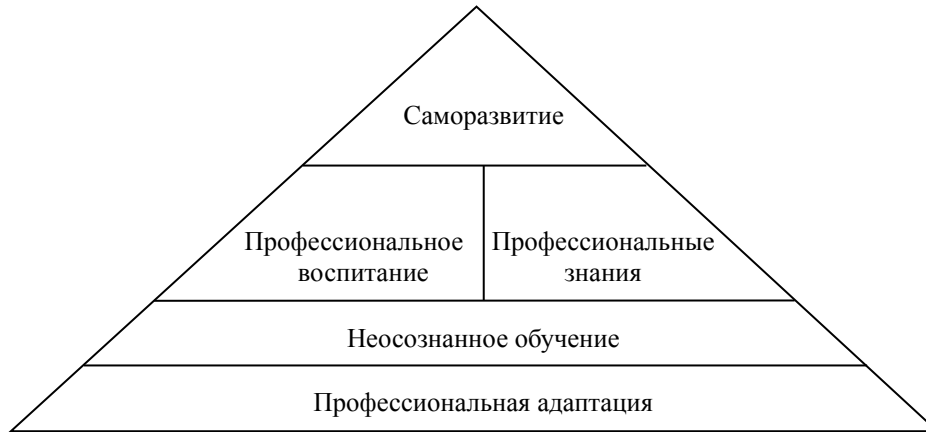 Саморазвитие
Профессиональное
воспитание
Профессиональные
знания
Неосознанное обучение
Профессиональная адаптация